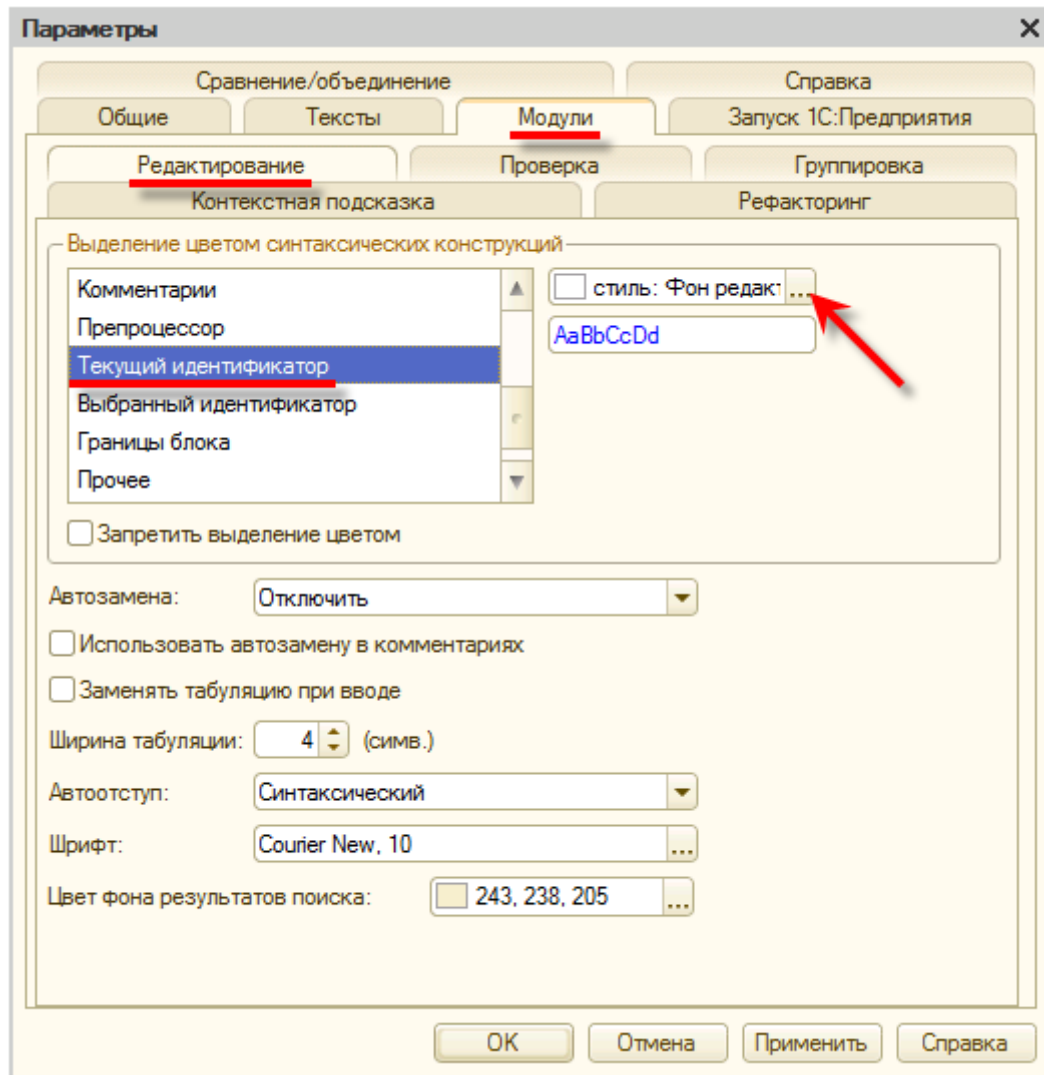 Параметры
Сравнение/объединение Справка
Общие Тексты Модули Запуск 1С:Предприятия
Редактирование Проверка Группировка
Контекстная подсказка Рефакторинг
Выделение цветом синтаксических конструкций
Комментарии
Препроцессор
Текущий идентификатор
Выбранный идентификатор
Границы блока
Прочее
стиль: Фон редакт ...
AaBbCcDd
Запретить выделение цветом
Автозамена: Отключить
Использовать автозамену в комментариях
Заменять табуляцию при вводе
Ширина табуляции: 4 (симв.)
Автоотступ: Синтаксический
Шрифт: Courier New, 10 ...
Цвет фона результатов поиска: 243, 238, 205 ...
OK Отмена Применить Справка